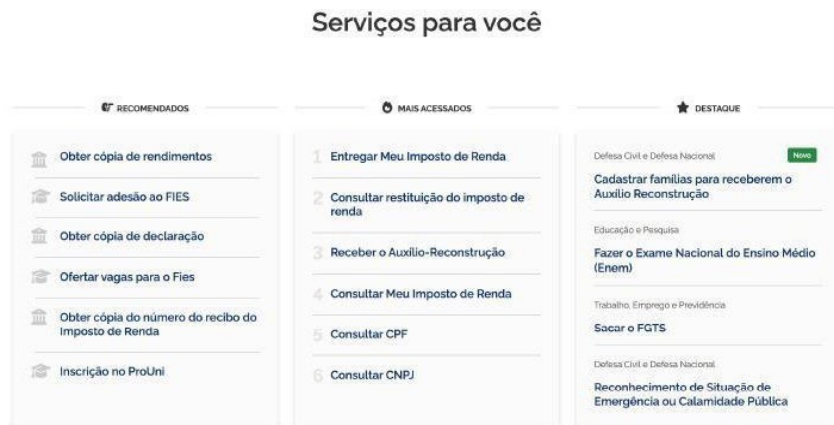 Serviços para você
RECOMENDADOS
Obter cópia de rendimentos
Solicitar adesão ao FIES
Obter cópia de declaração
Ofertar vagas para o Fies
Obter cópia do número do recibo do
Imposto de Renda
Inscrição no ProUni
MAIS ACESSADOS
1 Entregar Meu Imposto de Renda
2 Consultar restituição do imposto de
renda
3 Receber o Auxílio-Reconstrução
4 Consultar Meu Imposto de Renda
5 Consultar CPF
6 Consultar CNPJ
DESTAQUE
Defesa Civil e Defesa Nacional Novo
Cadastrar famílias para receberem o
Auxílio Reconstrução
Educação e Pesquisa
Fazer o Exame Nacional do Ensino Médio
(Enem)
Trabalho, Emprego e Previdência
Sacar o FGTS
Defesa Civil e Defesa Nacional
Reconhecimento de Situação de
Emergência ou Calamidade Pública